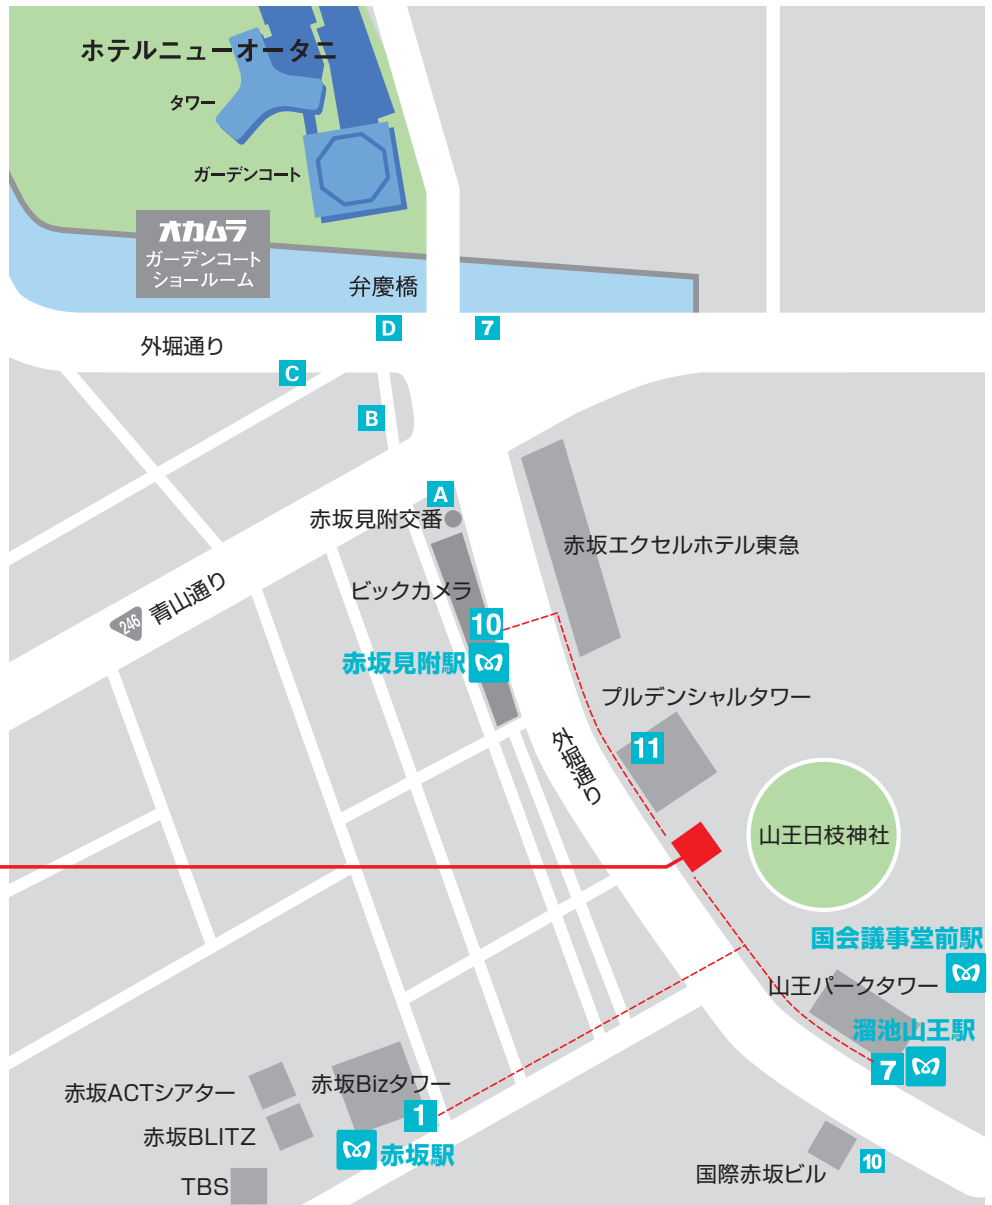 ホテルニューオータニ
タワー
ガーデンコート
オカムラ
ガーデンコート
ショールーム
弁慶橋
D
7
外堀通り
C
B
A
赤坂見附交番
赤坂エクセルホテル東急
ビックカメラ
246
青山通り
10
赤坂見附駅
プルデンシャルタワー
11
外堀通り
山王日枝神社
国会議事堂前駅
山王パークタワー
溜池山王駅
7
赤坂ACTシアター
赤坂Bizタワー
1
赤坂BLITZ
赤坂駅
10
国際赤坂ビル
TBS